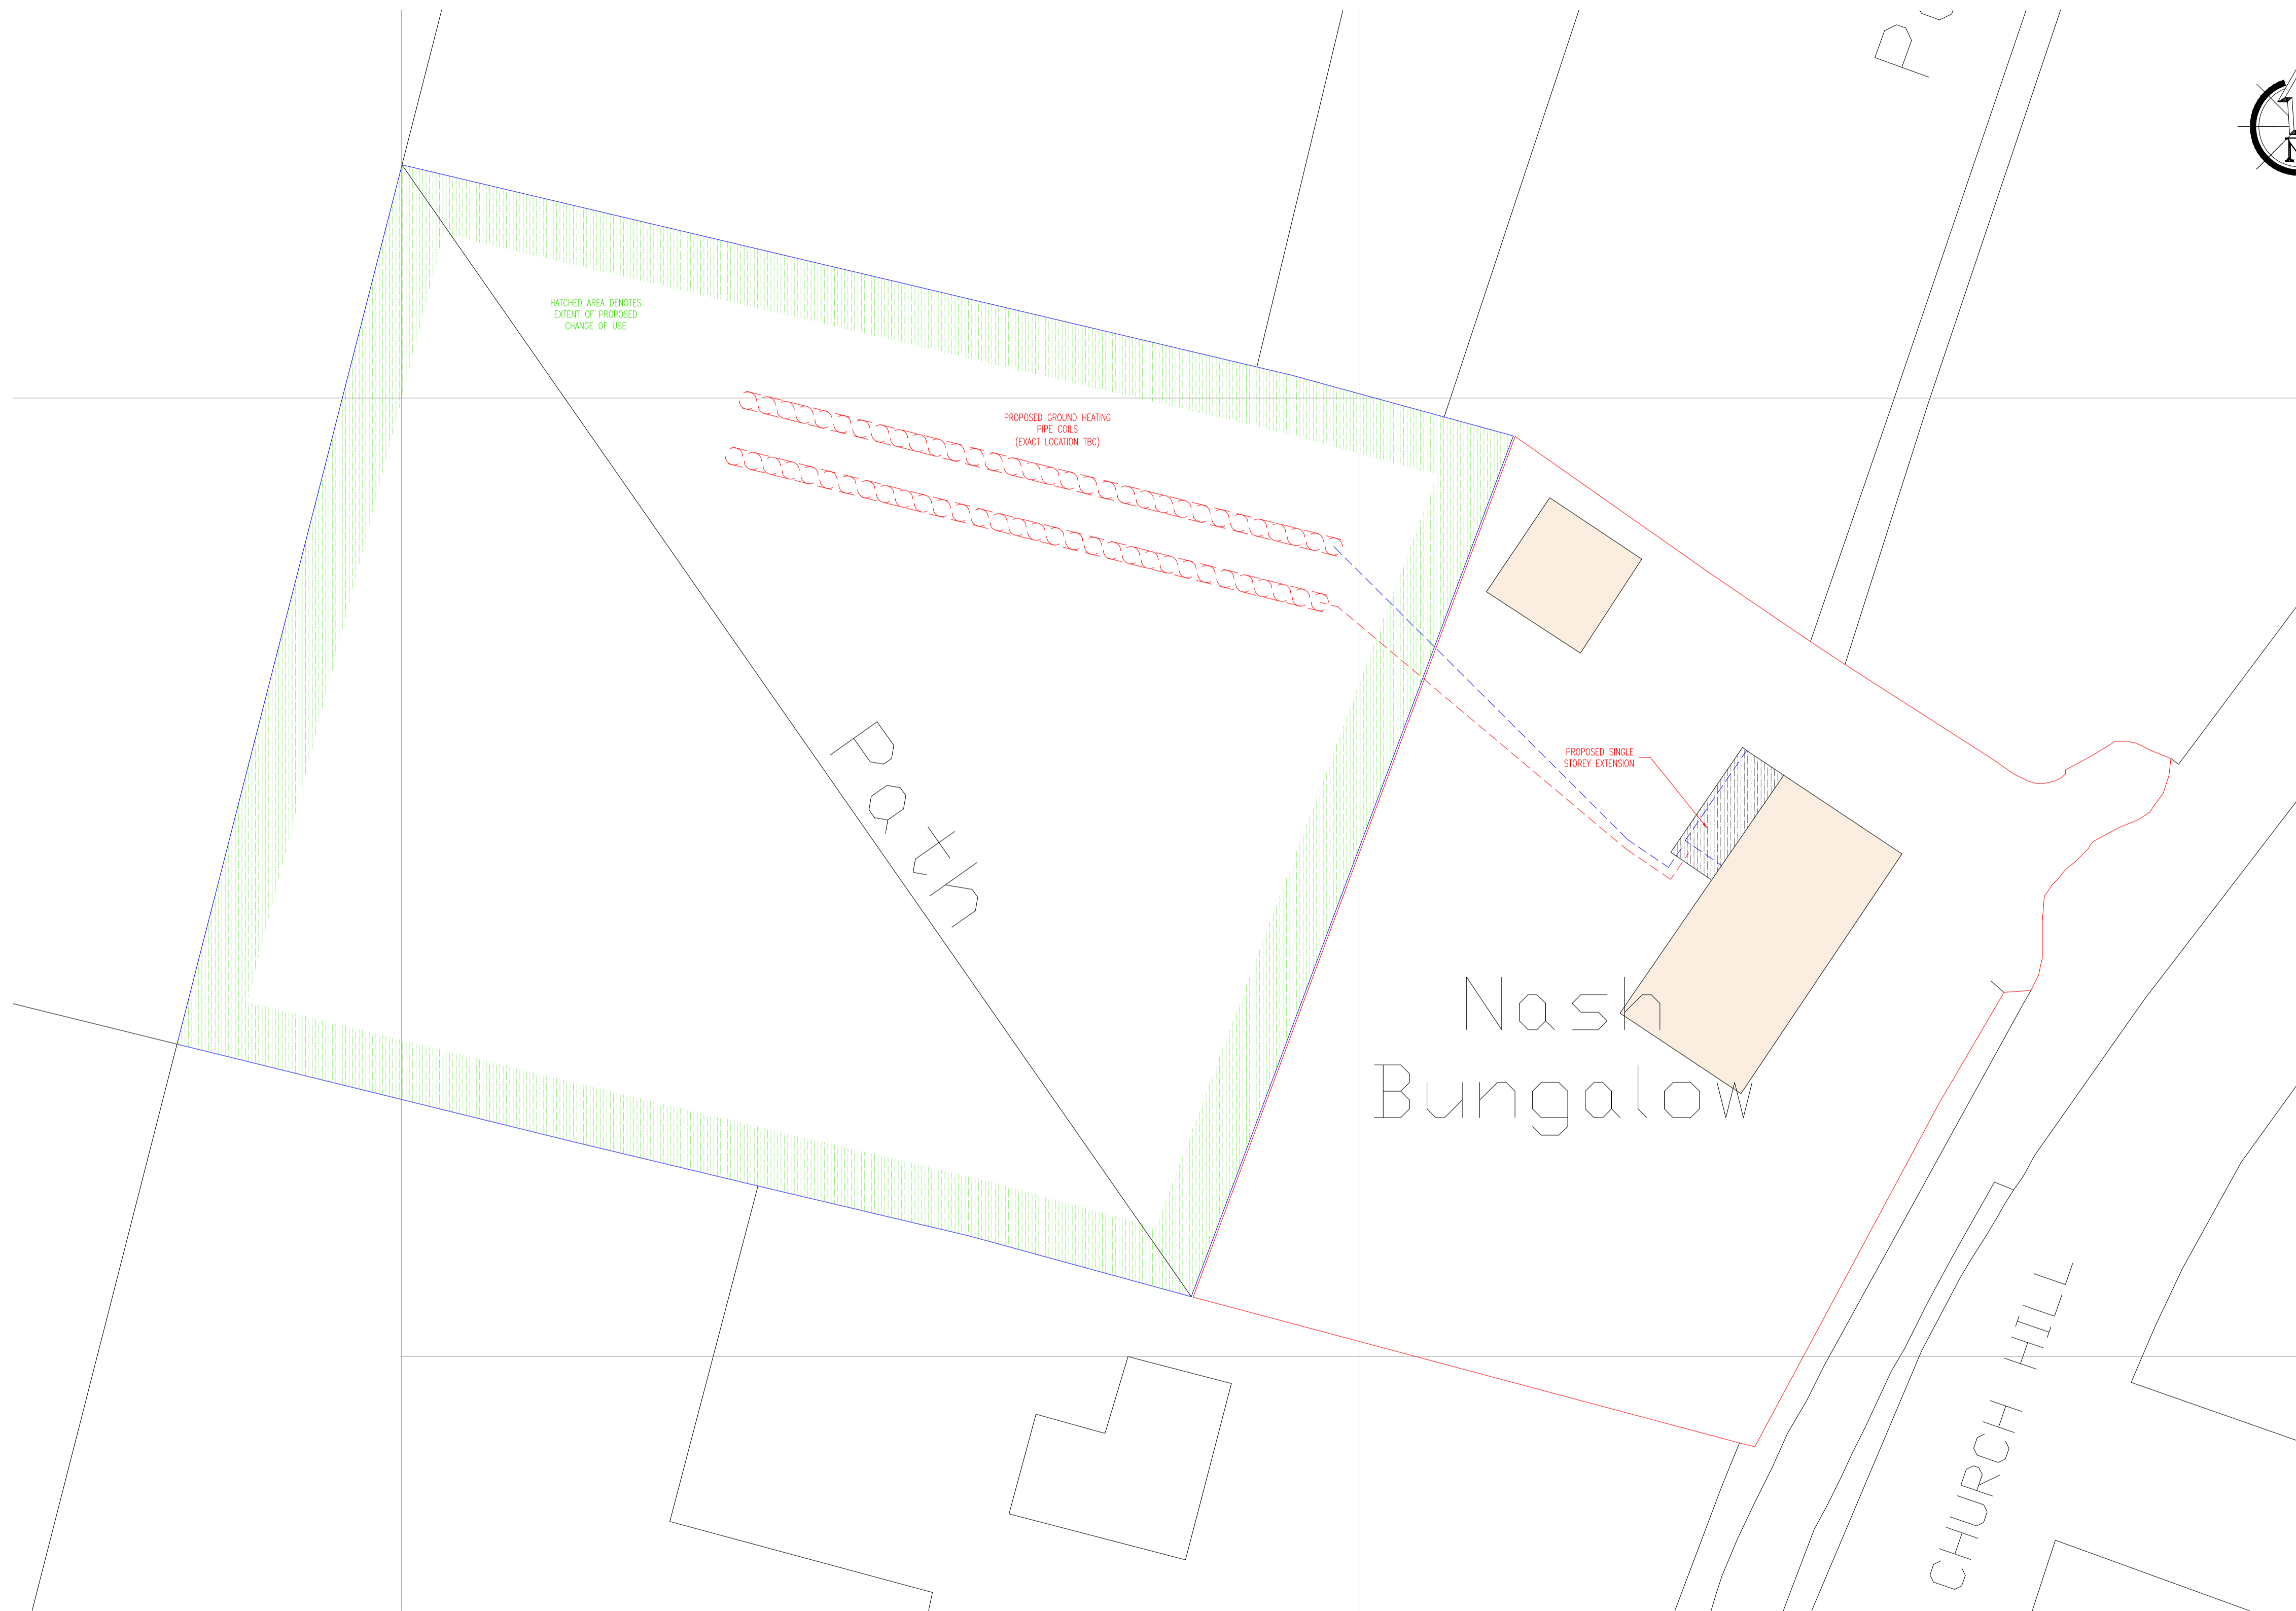 HATCHED AREA DENOTES
EXTENT OF PROPOSED
CHANGE OF USE
PROPOSED GROUND HEATING
PIPE COILS
(EXACT LOCATION TBC)
Path
PROPOSED SINGLE
STOREY EXTENSION
Nash
Bungalow
CHURCH HILL